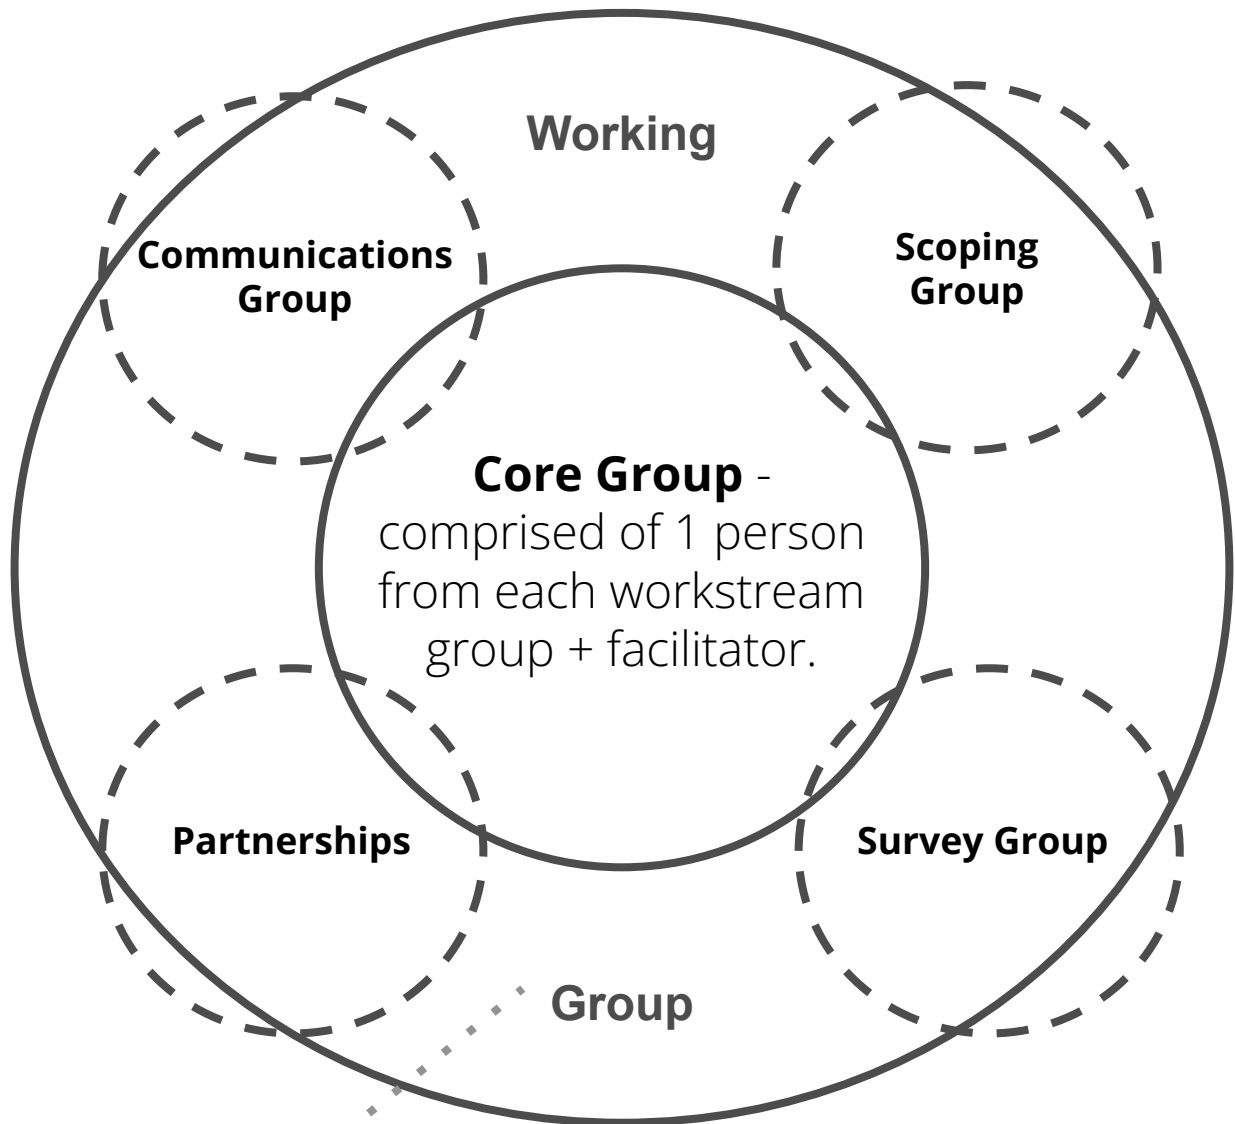 Working
Communications
Group
Scoping
Group
Core Group -
comprised of 1 person
from each workstream
group + facilitator.
Partnerships
Survey Group
Group